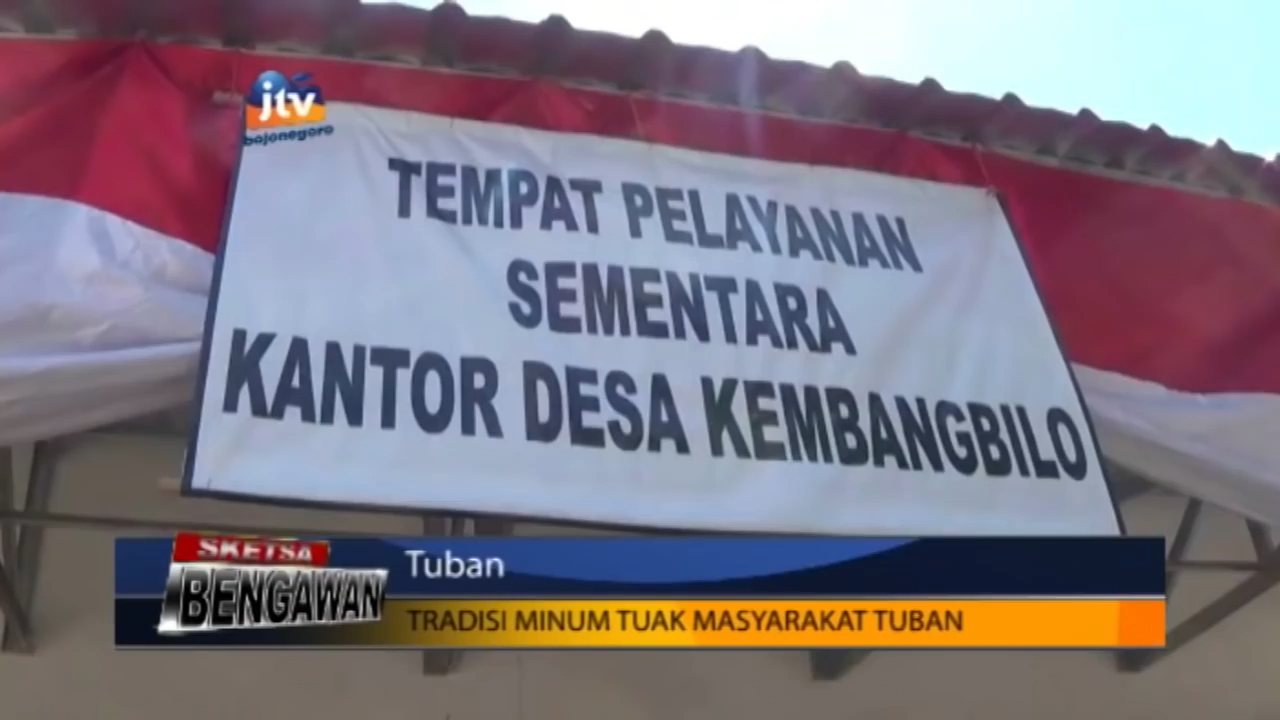 jtv
bojonegoro
TEMPAT PELAYANAN
SEMENTARA
KANTOR DESA KEMBANGBILO
SKETSA
BENGAWAN
Tuban
TRADISI MINUM TUAK MASYARAKAT TUBAN